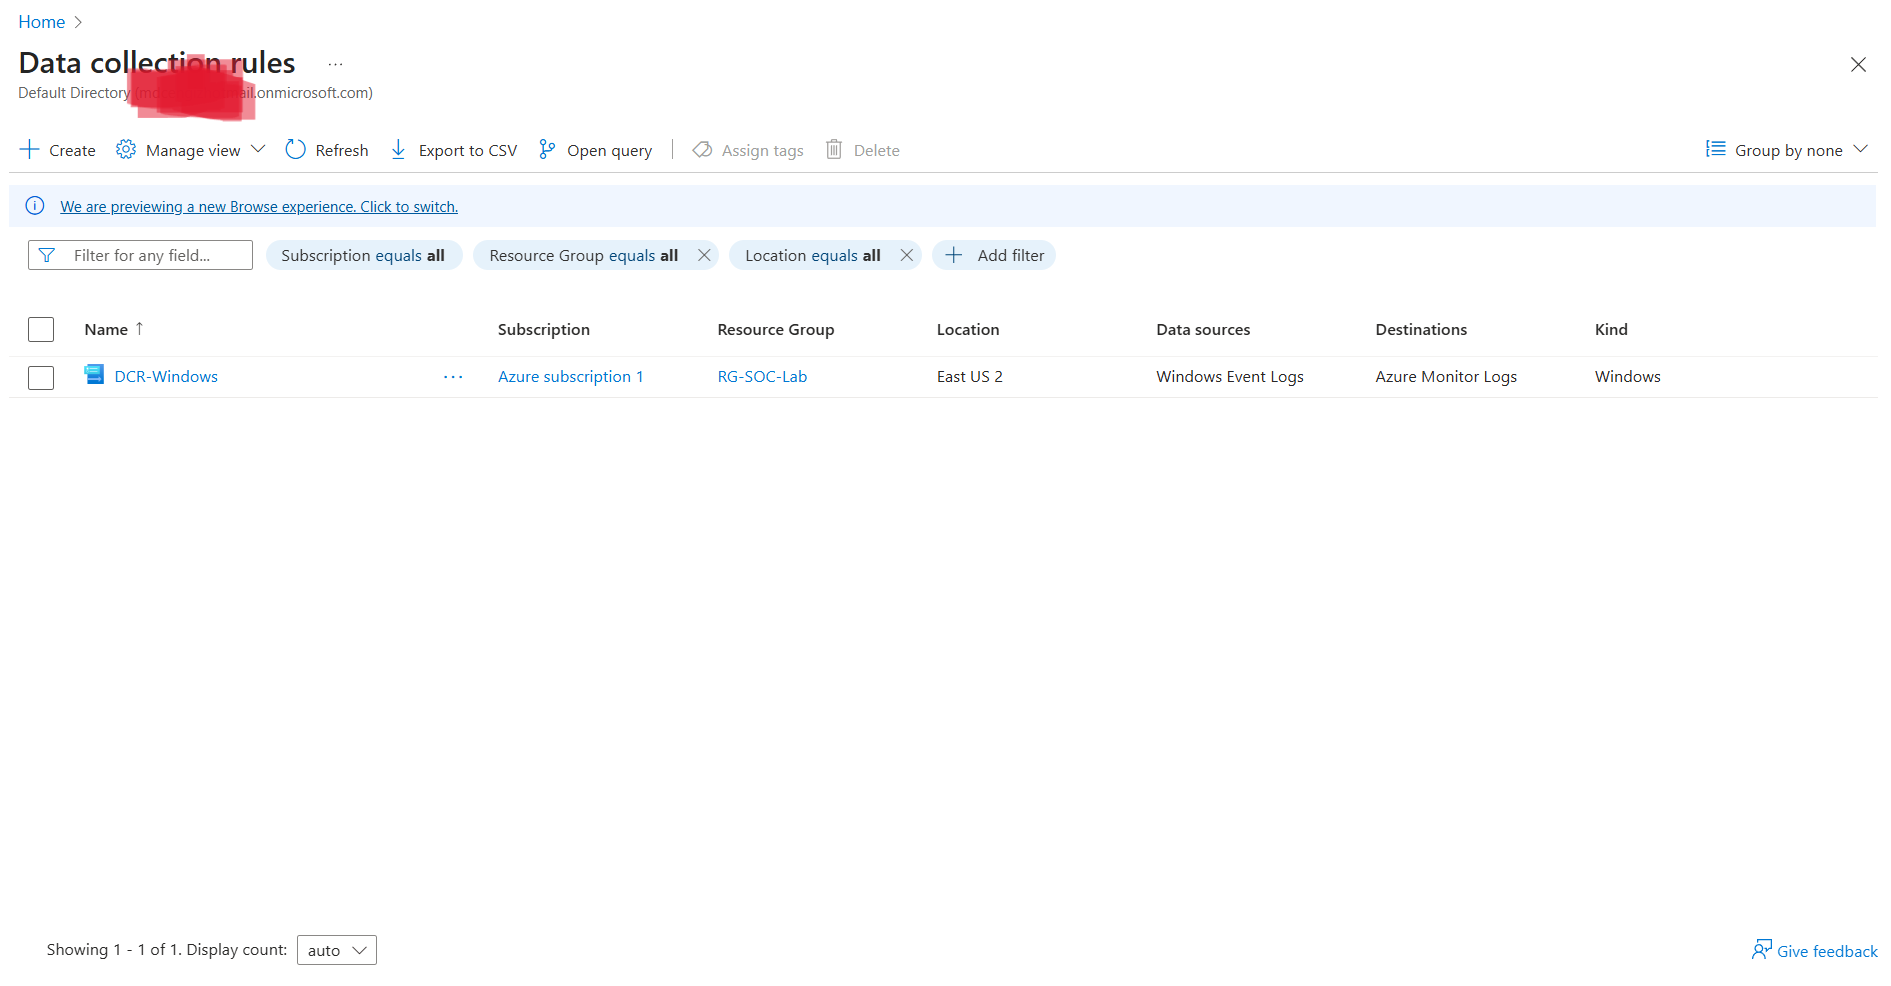 Home
Data collection rules
Default Directory onmicrosoft.com)
Create Manage view Refresh Export to CSV Open query Assign tags Delete Group by none
We are previewing a new Browse experience. Click to switch.
Filter for any field... Subscription equals all Resource Group equals all Location equals all Add filter
Name ↑ Subscription Resource Group Location Data sources Destinations Kind
DCR-Windows ... Azure subscription 1 RG-SOC-Lab East US 2 Windows Event Logs Azure Monitor Logs Windows
Showing 1 - 1 of 1. Display count: auto Give feedback